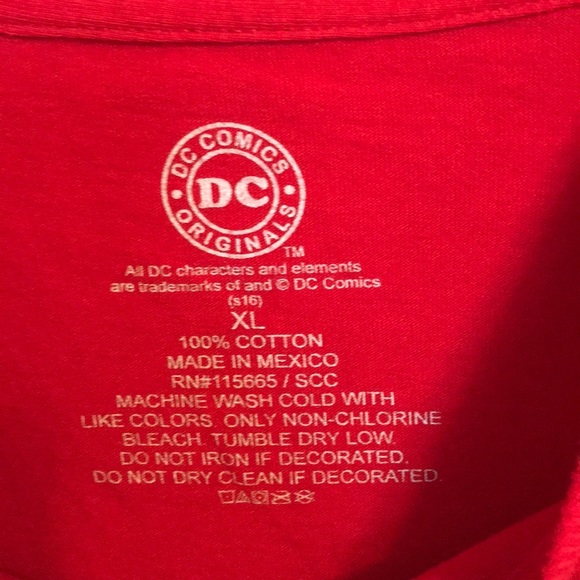 DC COMICS
DC
ORIGINALS
TM
All DC characters and elements
are trademarks of and © DC Comics
(s16)
XL
100% COTTON
MADE IN MEXICO
RN#115665 / SCC
MACHINE WASH COLD WITH
LIKE COLORS. ONLY NON-CHLORINE
BLEACH. TUMBLE DRY LOW.
DO NOT IRON IF DECORATED.
DO NOT DRY CLEAN IF DECORATED.